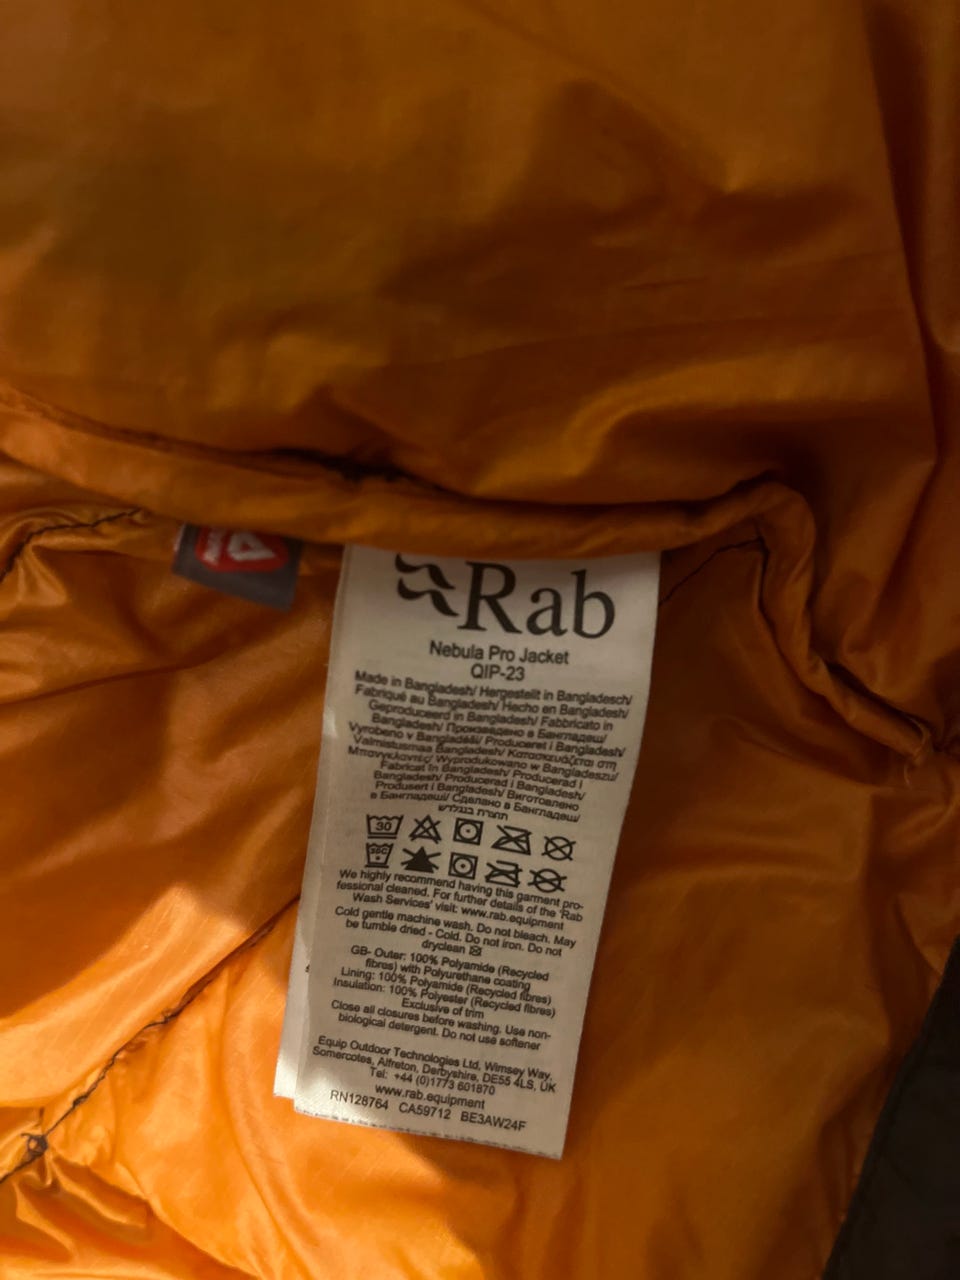 Rab
Nebula Pro Jacket
QIP-23
Made in Bangladesh/ Hergestellt in Bangladesch/
Fabriqué au Bangladesh/ Hecho en Bangladesh/
Geproduceerd in Bangladesh/ Fabbricato in
Bangladesh/ Произведено в Бангладеш/
Vyrobeno v Bangladéši/ Produceret i Bangladesh/
Valmistusmaa Bangladesh/ Κατασκευάζεται στη
Μπανγκλαντές/ Wyprodukowano w Bangladeszu/
Fabricat în Bangladesh/ Producerad i
Bangladesh/ Producerad i Bangladesh/
Produsert i Bangladesh/ Виготовлено
в Бангладеші/ Сделано в Бангладеш/
תוצרת בנגלדש
30
30C
We highly recommend having this garment pro-
fessional cleaned. For further details of the 'Rab
Wash Services' visit: www.rab.equipment
Cold gentle machine wash. Do not bleach. May
be tumble dried - Cold. Do not iron. Do not
dryclean
GB- Outer: 100% Polyamide (Recycled
fibres) with Polyurethane coating
Lining: 100% Polyamide (Recycled fibres)
Insulation: 100% Polyester (Recycled fibres)
Exclusive of trim
Close all closures before washing. Use non-
biological detergent. Do not use softener
Equip Outdoor Technologies Ltd, Wimsey Way,
Somercotes, Alfreton, Derbyshire, DE55 4LS, UK
Tel: +44 (0)1773 601870
www.rab.equipment
RN128764 CA59712 BE3AW24F